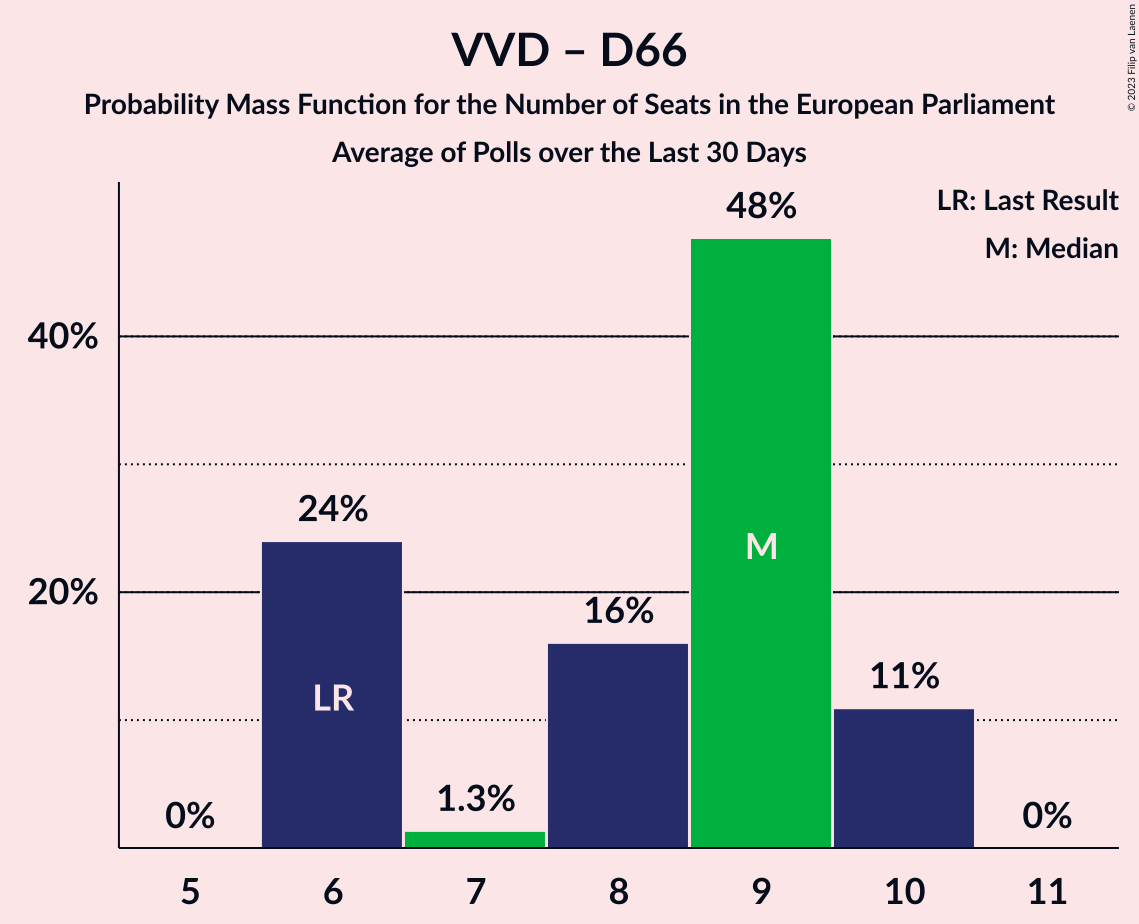 VVD – D66
Probability Mass Function for the Number of Seats in the European Parliament
Average of Polls over the Last 30 Days
© 2023 Filip van Laenen
LR: Last Result
M: Median
48%
40%
24%
20%
16%
11%
1.3%
0%
0%
M
LR
5 6 7 8 9 10 11